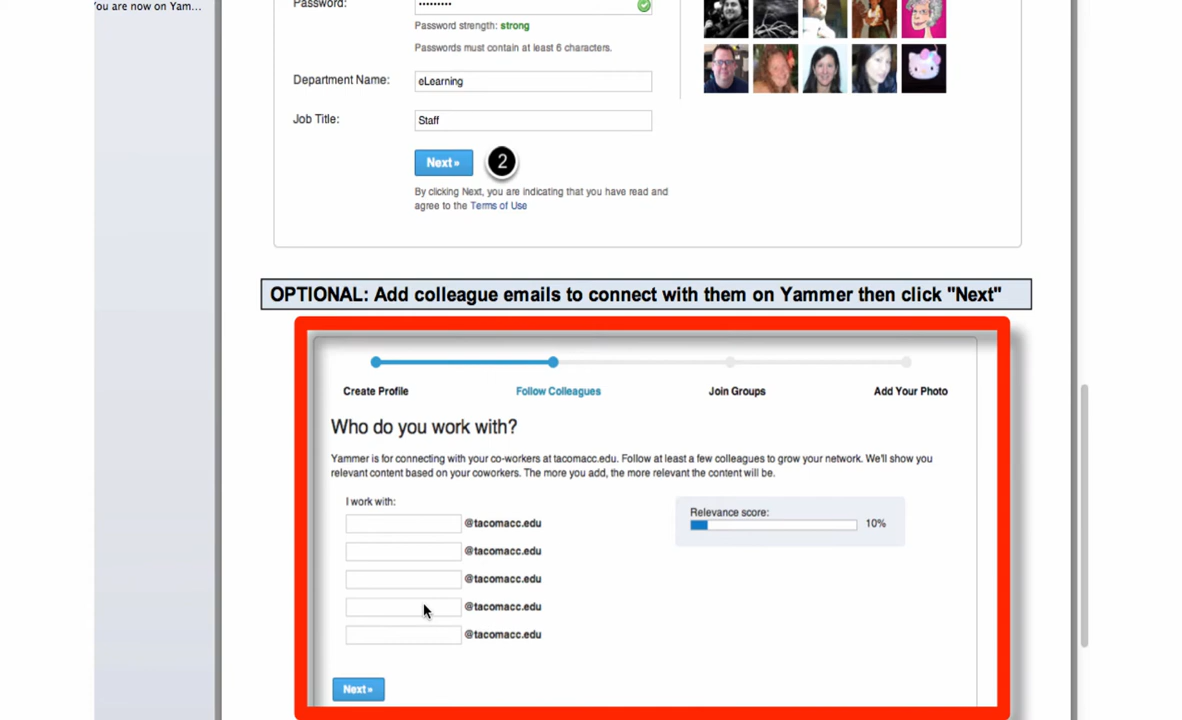 You are now on Yam...
Password:
•••••••••
Password strength: strong
Passwords must contain at least 6 characters.
Department Name:
eLearning
Job Title:
Staff
Next »
2
By clicking Next, you are indicating that you have read and
agree to the Terms of Use
OPTIONAL: Add colleague emails to connect with them on Yammer then click "Next"
Create Profile
Follow Colleagues
Join Groups
Add Your Photo
Who do you work with?
Yammer is for connecting with your co-workers at tacomacc.edu. Follow at least a few colleagues to grow your network. We'll show you
relevant content based on your coworkers. The more you add, the more relevant the content will be.
I work with:
@tacomacc.edu
@tacomacc.edu
@tacomacc.edu
@tacomacc.edu
@tacomacc.edu
Relevance score:
10%
Next »